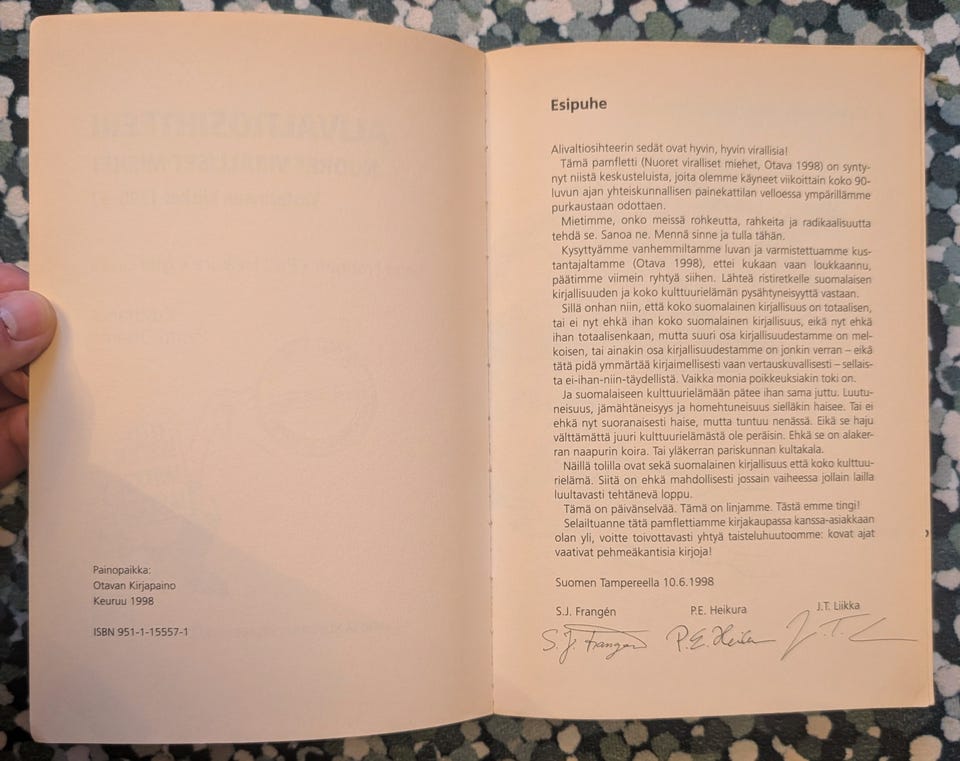 Painopaikka:
Otavan Kirjapaino
Keuruu 1998
ISBN 951-1-15557-1
Esipuhe
Alivaltiosihteerin sedät ovat hyvin, hyvin virallisia!
Tämä pamfletti (Nuoret viralliset miehet, Otava 1998) on synty-
nyt niistä keskusteluista, joita olemme käyneet viikoittain koko 90-
luvun ajan yhteiskunnallisen painekattilan velloessa ympärillämme
purkaustaan odottaen.
Mietimme, onko meissä rohkeutta, rahkeita ja radikaalisuutta
tehdä se. Sanoa ne. Mennä sinne ja tulla tähän.
Kysyttyämme vanhemmiltamme luvan ja varmistettuamme kus-
tantajaltamme (Otava 1998), ettei kukaan vaan loukkaannu,
päätimme viimein ryhtyä siihen. Lähteä ristiretkelle suomalaisen
kirjallisuuden ja koko kulttuurielämän pysähtyneisyyttä vastaan.
Sillä onhan niin, että koko suomalainen kirjallisuus on totaalisen,
tai ei nyt ehkä ihan koko suomalainen kirjallisuus, eikä nyt ehkä
ihan totaalisenkaan, mutta suuri osa kirjallisuudestamme on mel-
koisen, tai ainakin osa kirjallisuudestamme on jonkin verran – eikä
tätä pidä ymmärtää kirjaimellisesti vaan vertauskuvallisesti – sellais-
ta ei-ihan-niin-täydellistä. Vaikka monia poikkeuksiakin toki on.
Ja suomalaiseen kulttuurielämään pätee ihan sama juttu. Luutu-
neisuus, jämähtäneisyys ja homehtuneisuus sielläkin haisee. Tai ei
ehkä nyt suoranaisesti haise, mutta tuntuu nenässä. Eikä se haju
välttämättä juuri kulttuurielämästä ole peräisin. Ehkä se on alaker-
ran naapurin koira. Tai yläkerran pariskunnan kultakala.
Näillä tolilla ovat sekä suomalainen kirjallisuus että koko kulttuu-
rielämä. Siitä on ehkä mahdollisesti jossain vaiheessa jollain lailla
luultavasti tehtänevä loppu.
Tämä on päivänselvää. Tämä on linjamme. Tästä emme tingi!
Selailtuanne tätä pamflettiamme kirjakaupassa kanssa-asiakkaan
olan yli, voitte toivottavasti yhtyä taisteluhuutoomme: kovat ajat
vaativat pehmeäkantisia kirjoja!
Suomen Tampereella 10.6.1998
S.J. Frangén P.E. Heikura J.T. Liikka
S.J. Frangén P.E. Heikura J.T. L